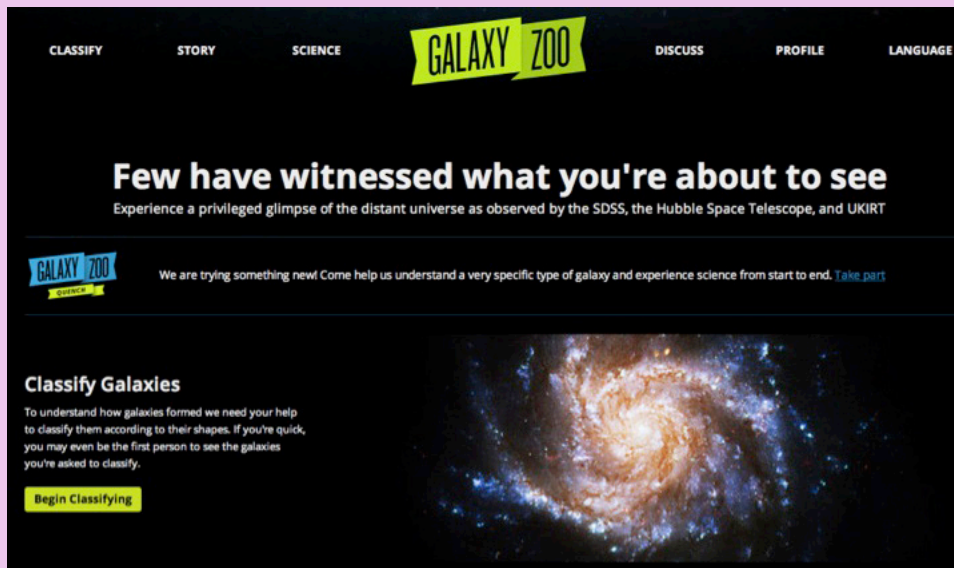 CLASSIFY STORY SCIENCE GALAXY ZOO DISCUSS PROFILE LANGUAGE
Few have witnessed what you're about to see
Experience a privileged glimpse of the distant universe as observed by the SDSS, the Hubble Space Telescope, and UKIRT
GALAXY ZOO
QUENCH
We are trying something new! Come help us understand a very specific type of galaxy and experience science from start to end. Take part
Classify Galaxies
To understand how galaxies formed we need your help
to classify them according to their shapes. If you're quick,
you may even be the first person to see the galaxies
you're asked to classify.
Begin Classifying